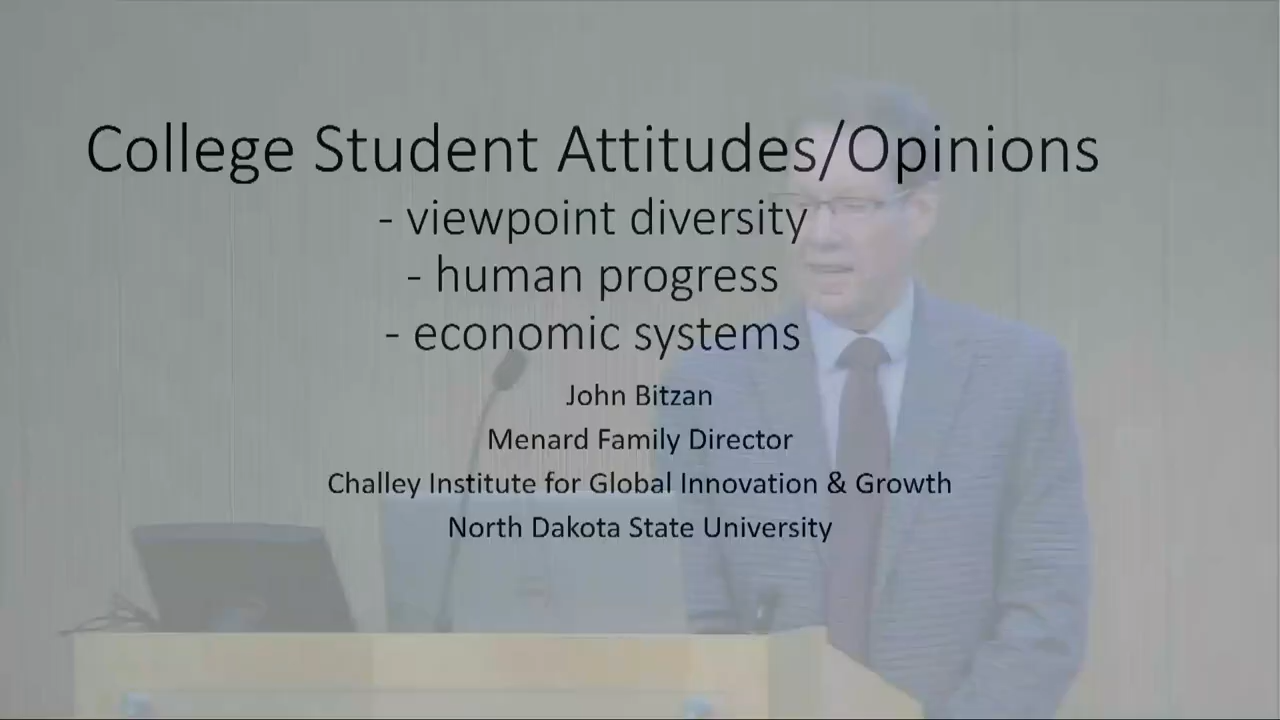 College Student Attitudes/Opinions
- viewpoint diversity
- human progress
- economic systems
John Bitzan
Menard Family Director
Challey Institute for Global Innovation & Growth
North Dakota State University